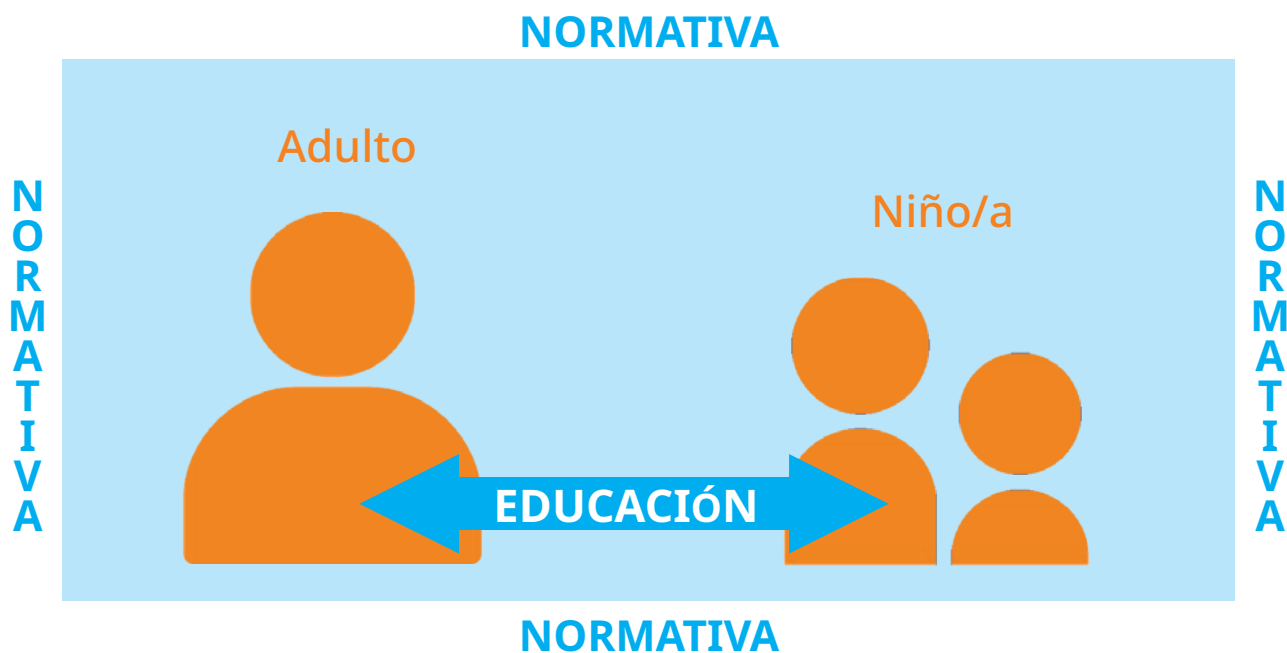 NORMATIVA
Adulto
Niño/a
NORMATIVA
NORMATIVA
EDUCACIÓN
NORMATIVA